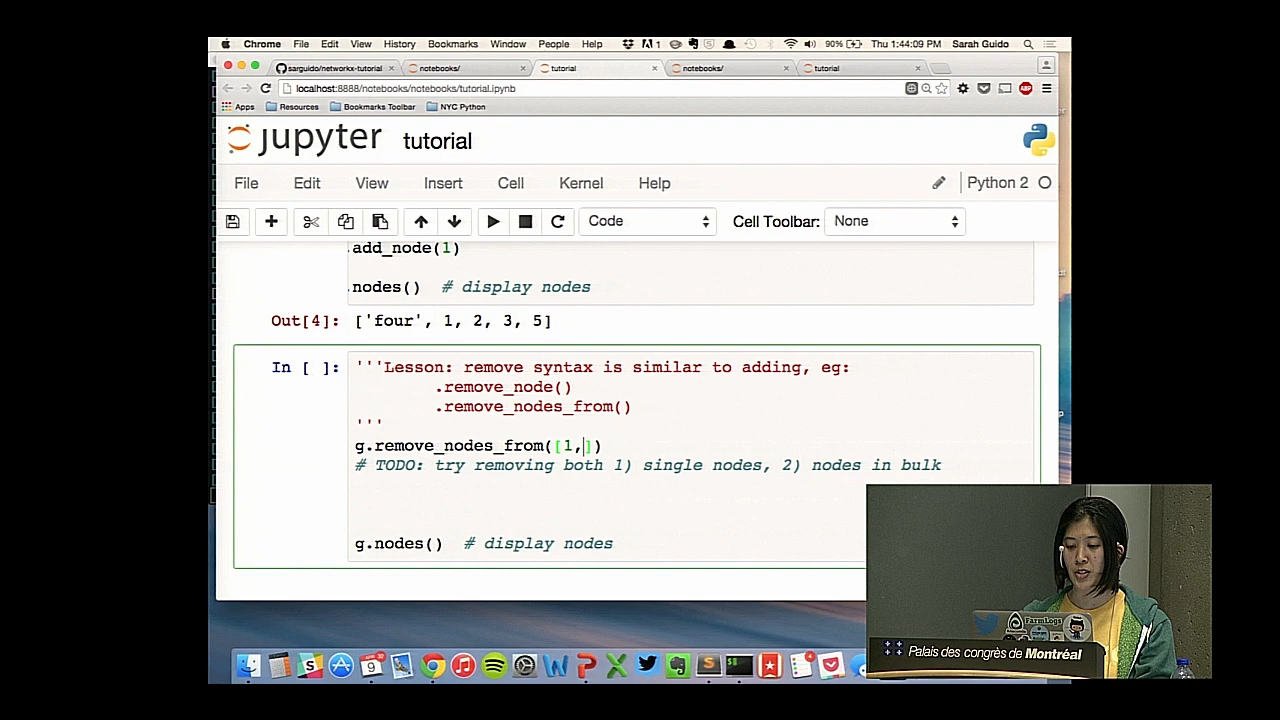 Chrome File Edit View History Bookmarks Window People Help 1 90% Thu 1:44:09 PM Sarah Guido
sarguido/networkx-tutorial notebooks/ tutorial notebooks/ tutorial
localhost:8888/notebooks/notebooks/tutorial.ipynb
Apps Resources Bookmarks Toolbar NYC Python
jupyter tutorial
File Edit View Insert Cell Kernel Help Python 2
Code Cell Toolbar: None
.add_node(1)
.nodes() # display nodes
Out[4]: ['four', 1, 2, 3, 5]
In [ ]: '''Lesson: remove syntax is similar to adding, eg:
.remove_node()
.remove_nodes_from()
'''
g.remove_nodes_from([1,])
# TODO: try removing both 1) single nodes, 2) nodes in bulk
g.nodes() # display nodes
FarmLogs
Palais des congrès de Montréal